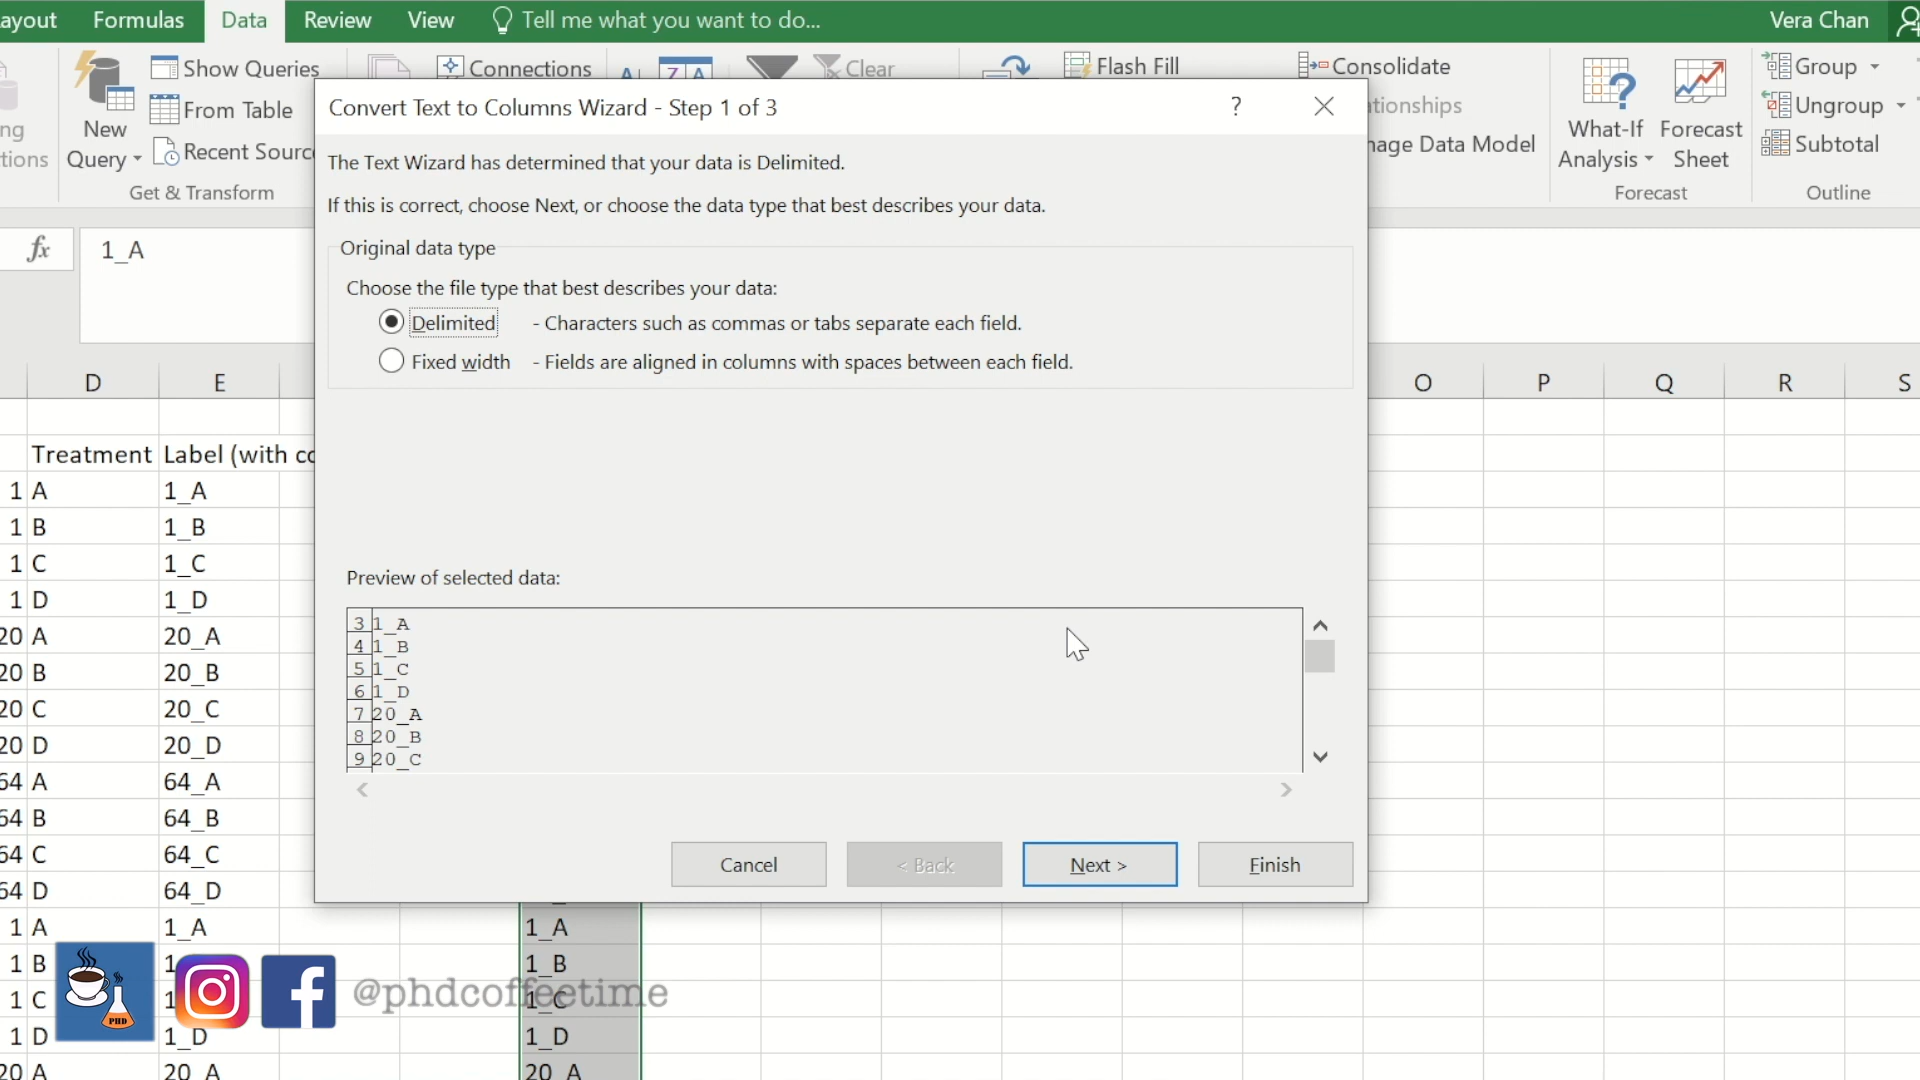 ayout Formulas Data Review View Tell me what you want to do... Vera Chan
Show Queries
From Table
Recent Sourc
New
Query
Get & Transform
ng
tions
Connections
Z A
Clear
Flash Fill
Consolidate
ationships
nage Data Model
What-If
Analysis
Forecast
Sheet
Forecast
Group
Ungroup
Subtotal
Outline
fx 1_A
Convert Text to Columns Wizard - Step 1 of 3 ?
The Text Wizard has determined that your data is Delimited.
If this is correct, choose Next, or choose the data type that best describes your data.
Original data type
Choose the file type that best describes your data:
Delimited - Characters such as commas or tabs separate each field.
Fixed width - Fields are aligned in columns with spaces between each field.
Preview of selected data:
3 1_A
4 1_B
5 1_C
6 1_D
7 20_A
8 20_B
9 20_C
Cancel < Back Next > Finish
D E O P Q R S
Treatment Label (with co
1 A 1_A
1 B 1_B
1 C 1_C
1 D 1_D
20 A 20_A
20 B 20_B
20 C 20_C
20 D 20_D
64 A 64_A
64 B 64_B
64 C 64_C
64 D 64_D
1 A 1_A 1_A
1 B 1 1_B
1 C 1 1_C
1 D 1_D 1_D
20 A 20_A 20_A
PHD
@phdcoffeetime